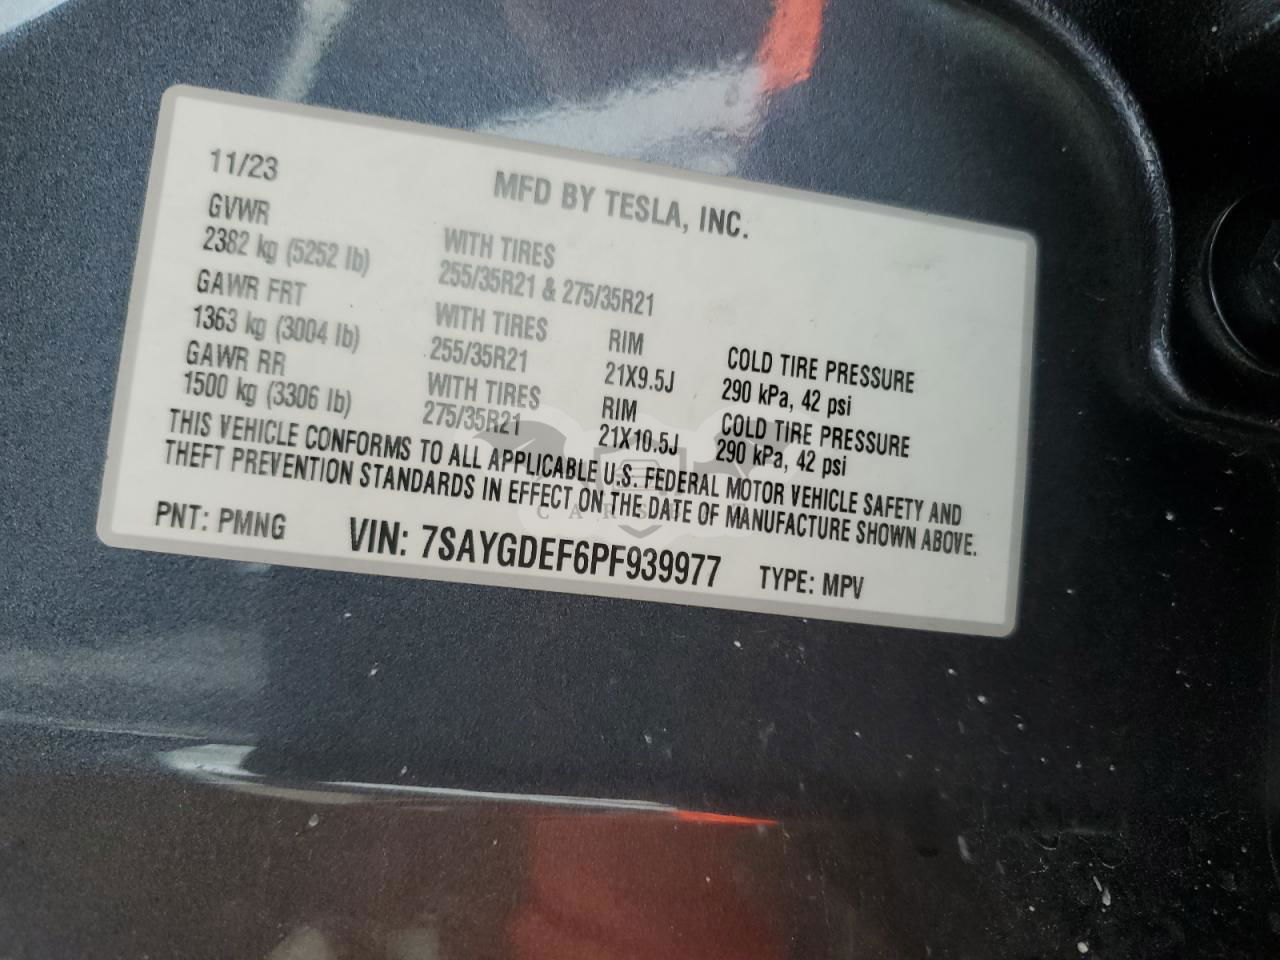 11/23 MFD BY TESLA, INC.
GVWR WITH TIRES
2382 kg (5252 lb) 255/35R21 & 275/35R21
GAWR FRT WITH TIRES RIM COLD TIRE PRESSURE
1363 kg (3004 lb) 255/35R21 21X9.5J 290 kPa, 42 psi
GAWR RR WITH TIRES RIM COLD TIRE PRESSURE
1500 kg (3306 lb) 275/35R21 21X10.5J 290 kPa, 42 psi
THIS VEHICLE CONFORMS TO ALL APPLICABLE U.S. FEDERAL MOTOR VEHICLE SAFETY AND
THEFT PREVENTION STANDARDS IN EFFECT ON THE DATE OF MANUFACTURE SHOWN ABOVE.
PNT: PMNG VIN: 7SAYGDEF6PF939977 TYPE: MPV